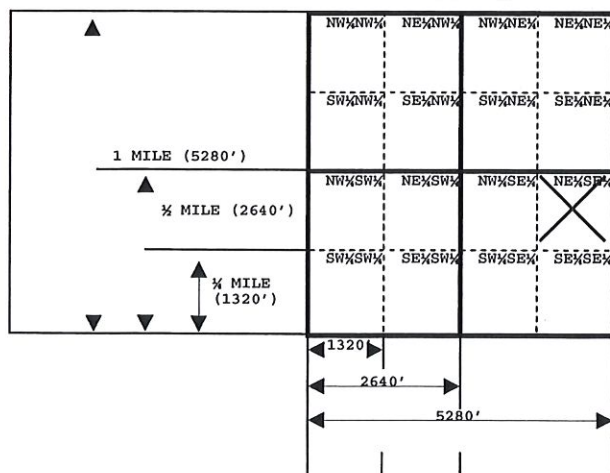 NW¼NW¼ NE¼NW¼ NW¼NE¼ NE¼NE¼
SW¼NW¼ SE¼NW¼ SW¼NE¼ SE¼NE¼
1 MILE (5280')
NW¼SW¼ NE¼SW¼ NW¼SE¼ NE¼SE¼
½ MILE (2640')
SW¼SW¼ SE¼SW¼ SW¼SE¼ SE¼SE¼
¼ MILE
(1320')
1320'
2640'
5280'